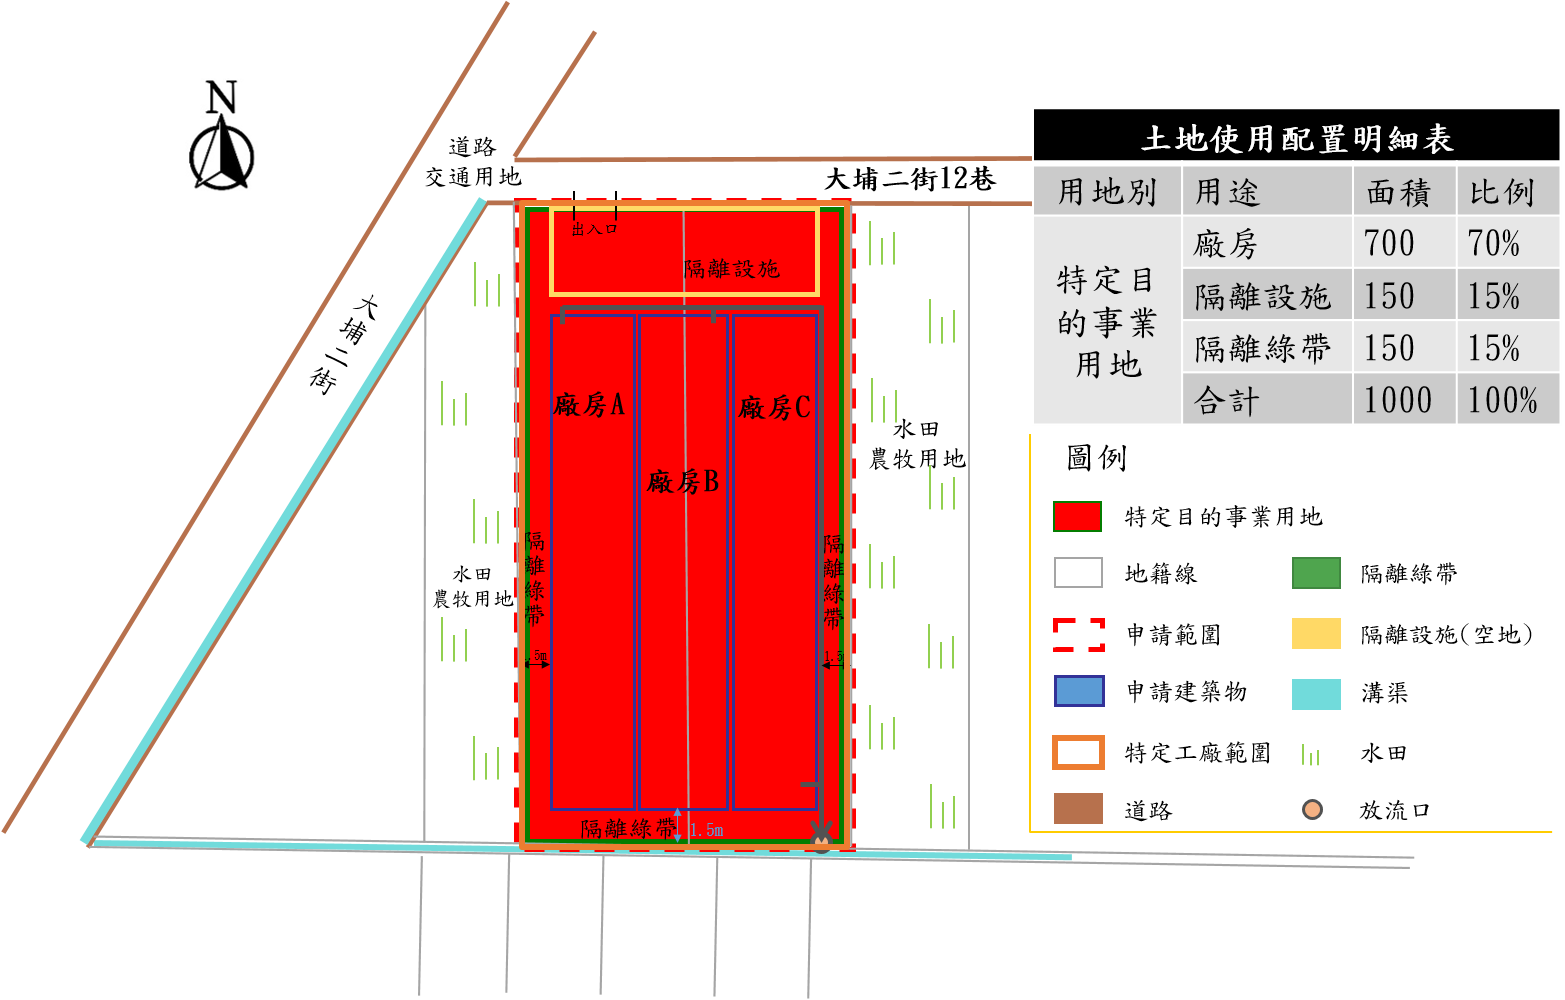 N
道路
交通用地
大埔二街12巷
大埔二街
出入口
隔離設施
廠房A
廠房B
廠房C
隔離綠帶
隔離綠帶
水田
農牧用地
水田
農牧用地
.5m
1.5m
隔離綠帶
1.5m
土地使用配置明細表
用地別 用途 面積 比例
特定目的事業用地
廠房 700 70%
隔離設施 150 15%
隔離綠帶 150 15%
合計 1000 100%
圖例
特定目的事業用地
地籍線 隔離綠帶
申請範圍 隔離設施(空地)
申請建築物 溝渠
特定工廠範圍 水田
道路 放流口